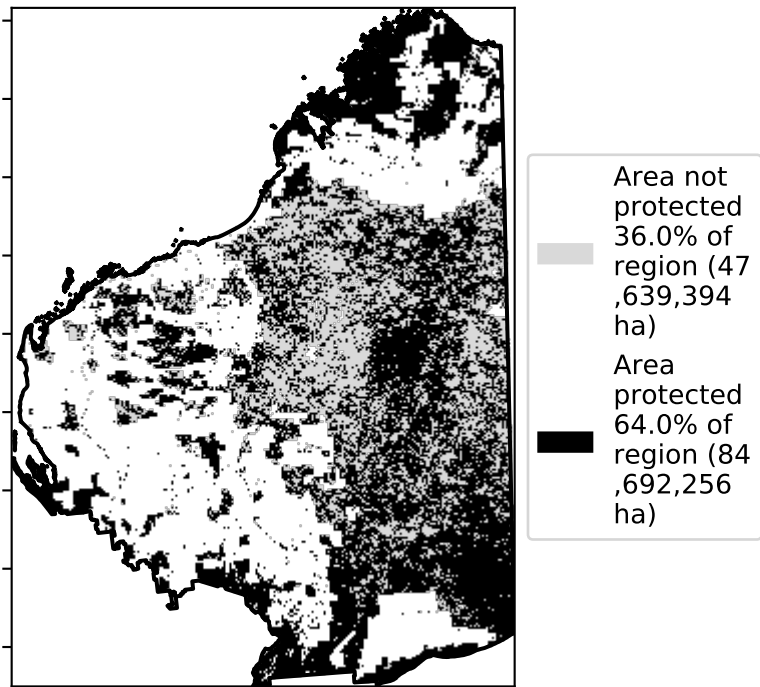 Area not
protected
36.0% of
region (47
,639,394
ha)
Area
protected
64.0% of
region (84
,692,256
ha)